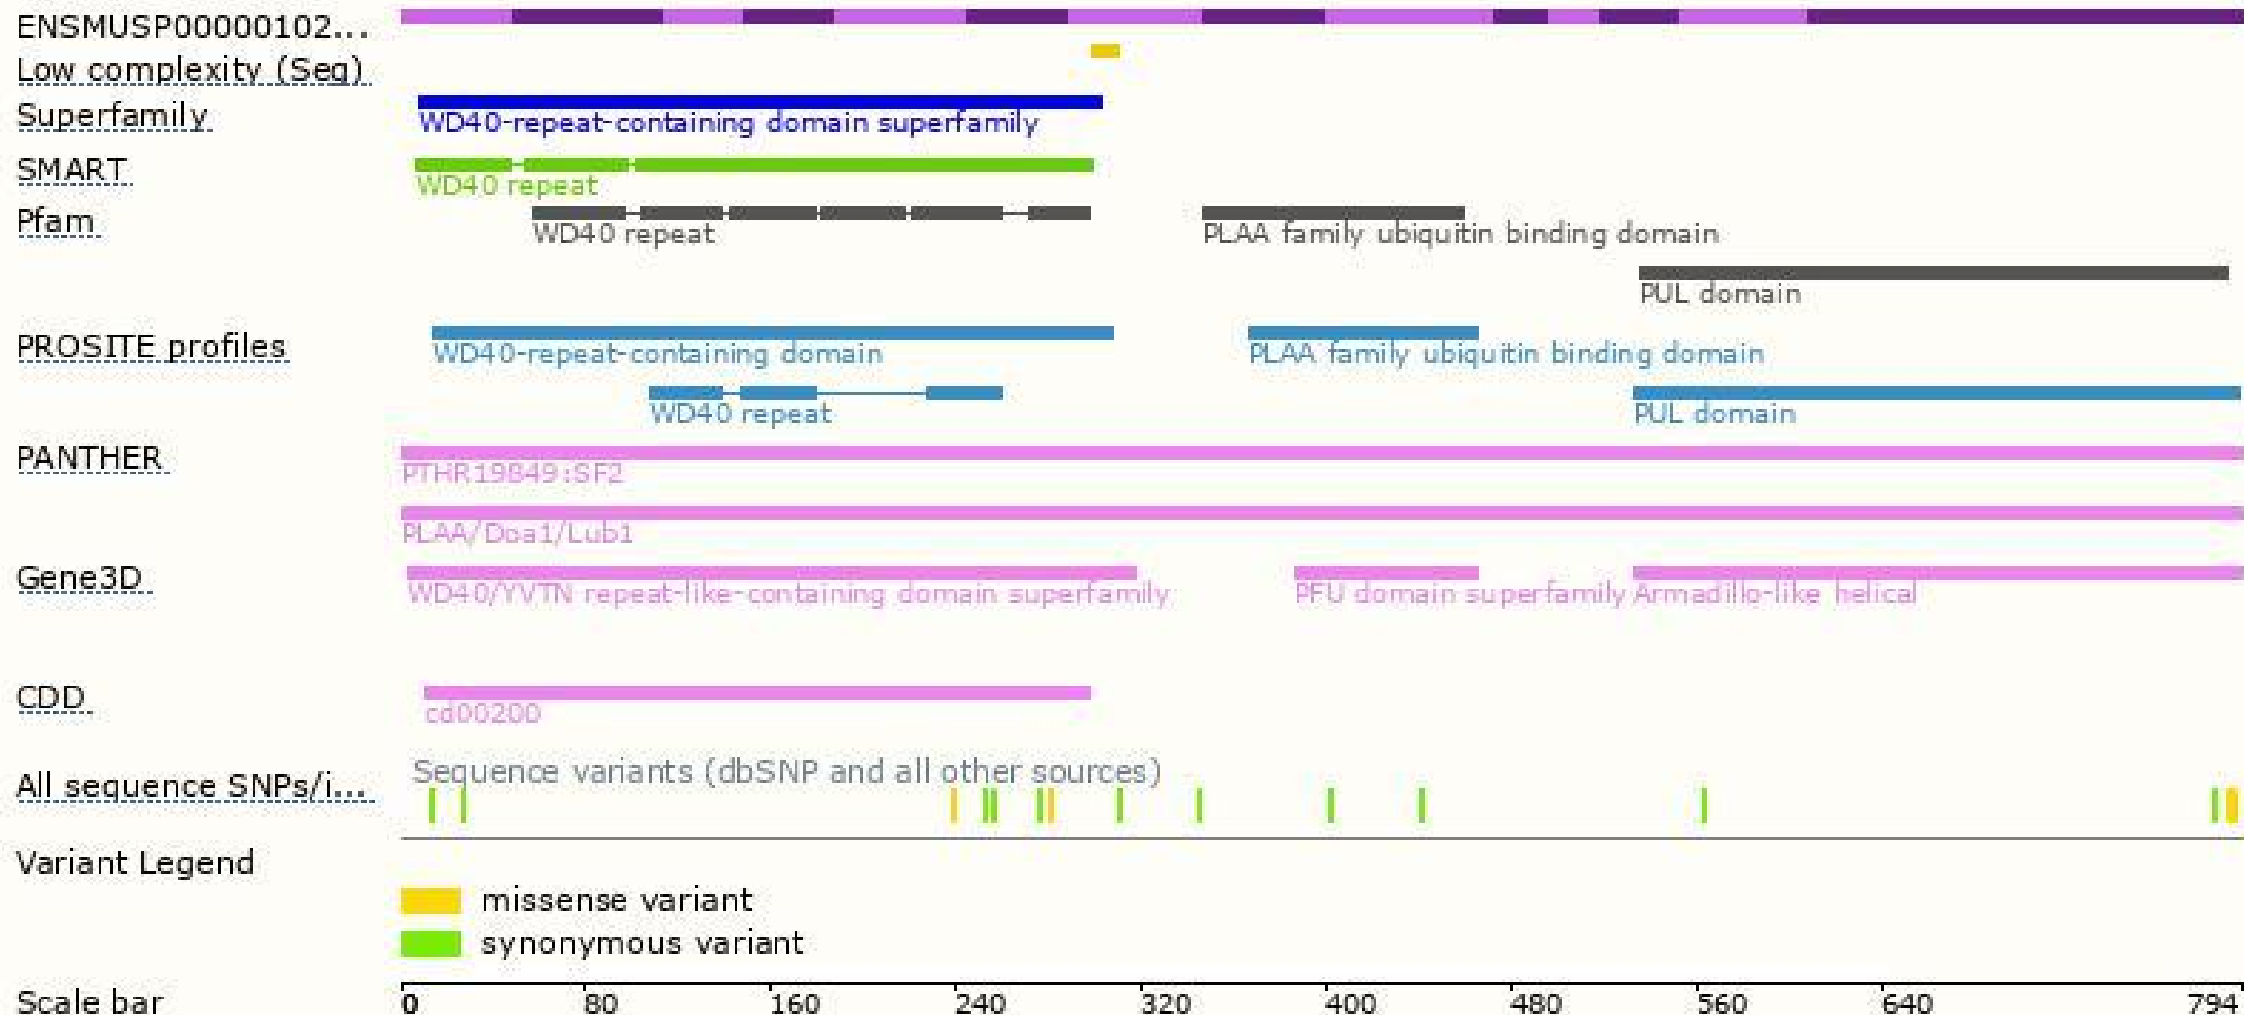 ENSMUSP00000102...
Low complexity (Seg)
Superfamily
WD40-repeat-containing domain superfamily
SMART
WD40 repeat
Pfam
WD40 repeat
PLAA family ubiquitin binding domain
PUL domain
PROSITE profiles
WD40-repeat-containing domain
PLAA family ubiquitin binding domain
WD40 repeat
PUL domain
PANTHER
PTHR19849:SF2
PLAA/Doa1/Lub1
Gene3D
WD40/YVTN repeat-like-containing domain superfamily
PFU domain superfamily
Armadillo-like helical
CDD
cd00200
All sequence SNPs/i...
Sequence variants (dbSNP and all other sources)
Variant Legend
missense variant
synonymous variant
Scale bar
0 80 160 240 320 400 480 560 640 794